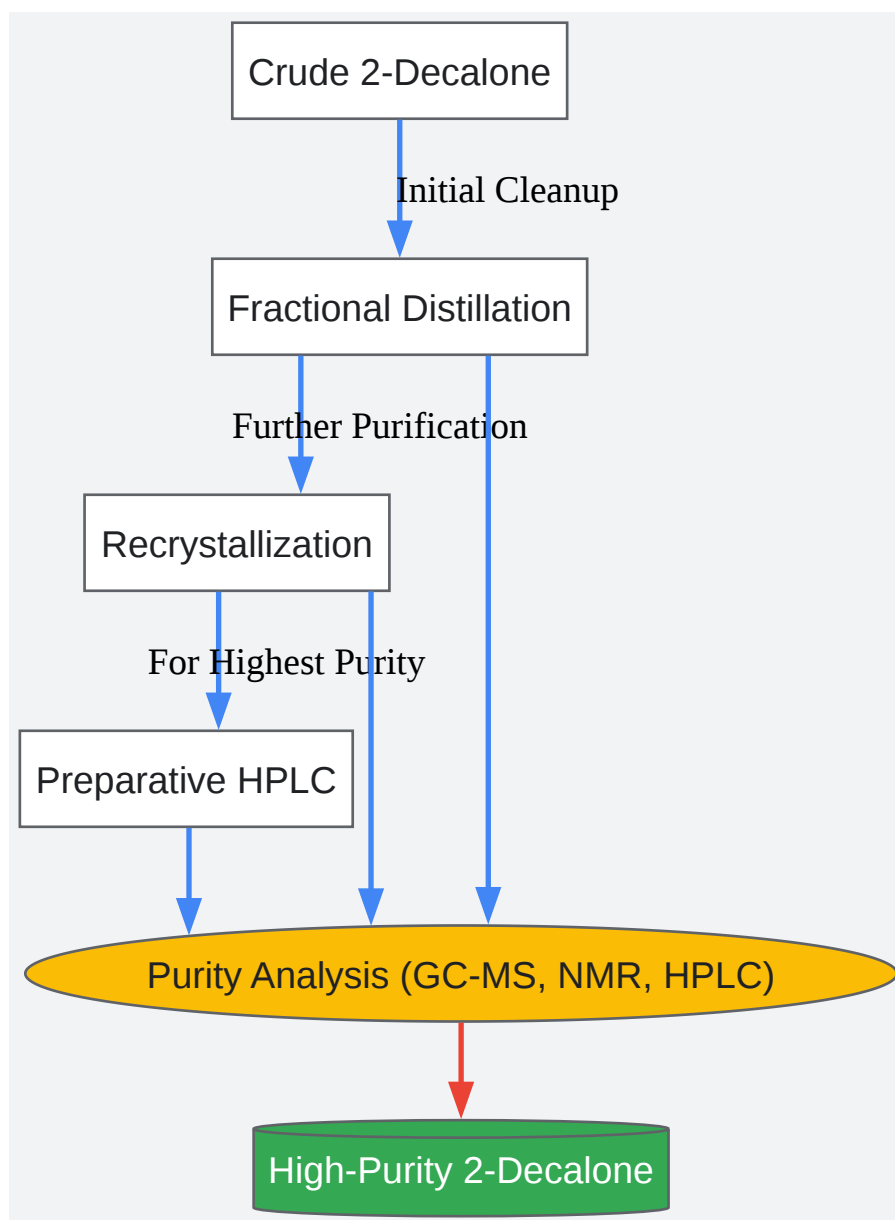 Crude 2-Decalone
Initial Cleanup
Fractional Distillation
Further Purification
Recrystallization
For Highest Purity
Preparative HPLC
Purity Analysis (GC-MS, NMR, HPLC)
High-Purity 2-Decalone